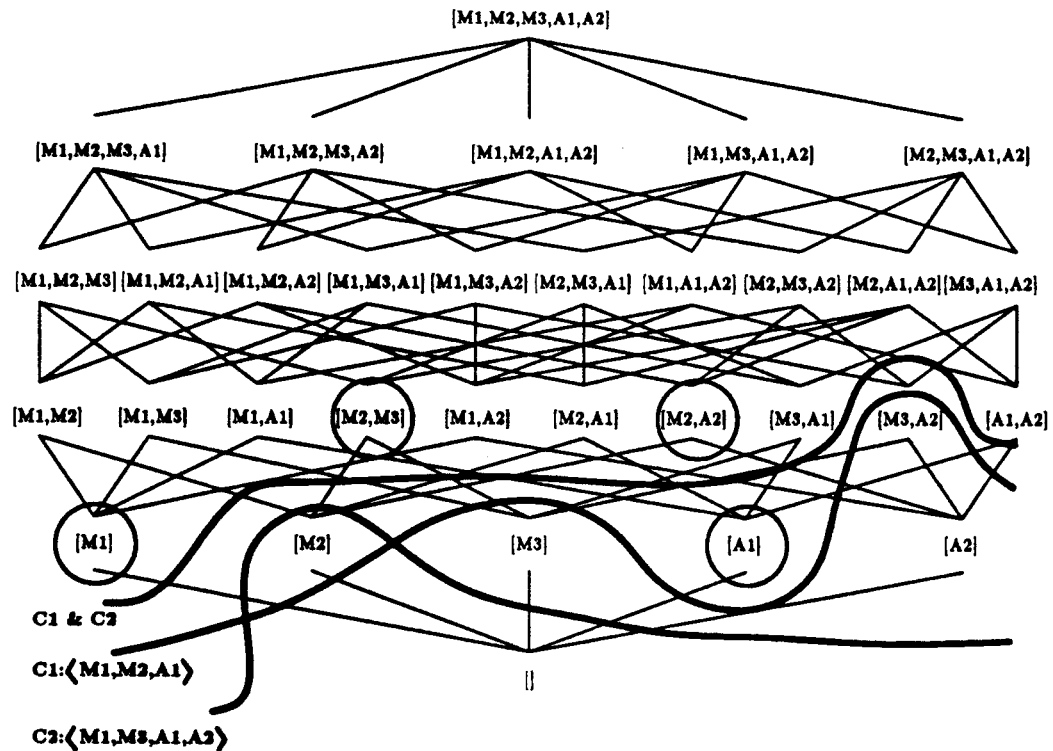 [M1,M2,M3,A1,A2]
[M1,M2,M3,A1] [M1,M2,M3,A2] [M1,M2,A1,A2] [M1,M3,A1,A2] [M2,M3,A1,A2]
[M1,M2,M3] [M1,M2,A1] [M1,M2,A2] [M1,M3,A1] [M1,M3,A2] [M2,M3,A1] [M1,A1,A2] [M2,M3,A2] [M2,A1,A2] [M3,A1,A2]
[M1,M2] [M1,M3] [M1,A1] [M2,M3] [M1,A2] [M2,A1] [M2,A2] [M3,A1] [M3,A2] [A1,A2]
[M1] [M2] [M3] [A1] [A2]
C1 & C2
C1:⟨M1,M2,A1⟩
[]
C2:⟨M1,M3,A1,A2⟩